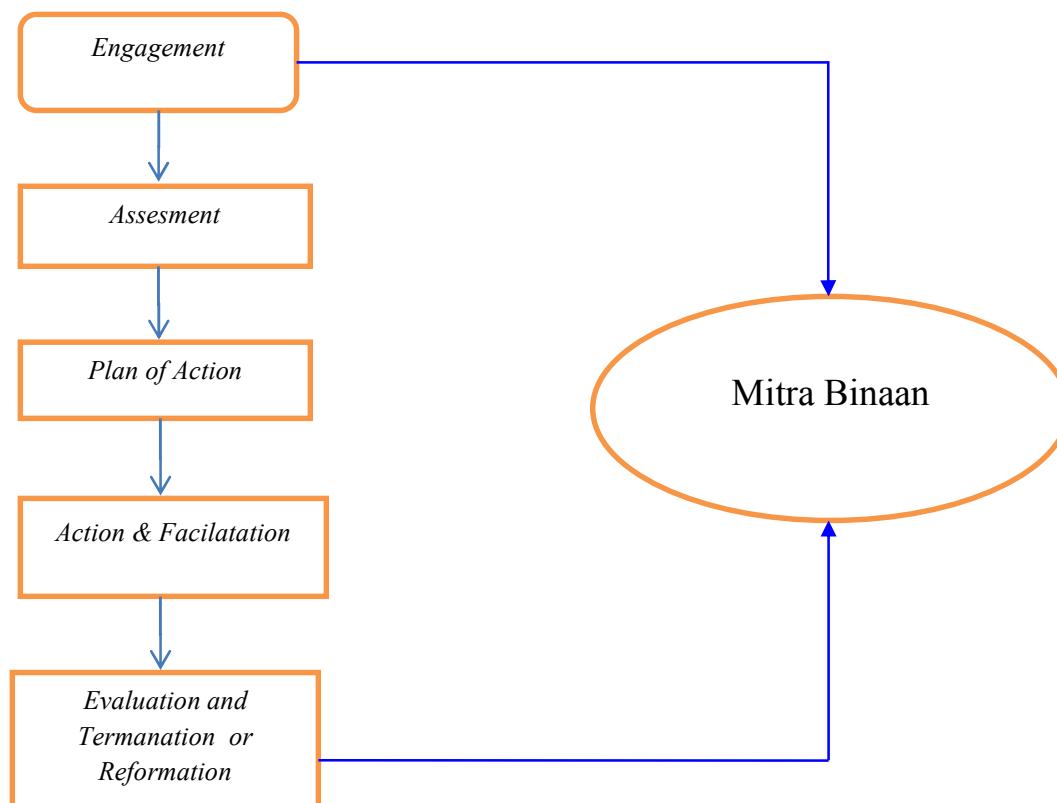 Engagement
Assesment
Plan of Action
Mitra Binaan
Action & Facilatation
Evaluation and
Termanation or
Reformation